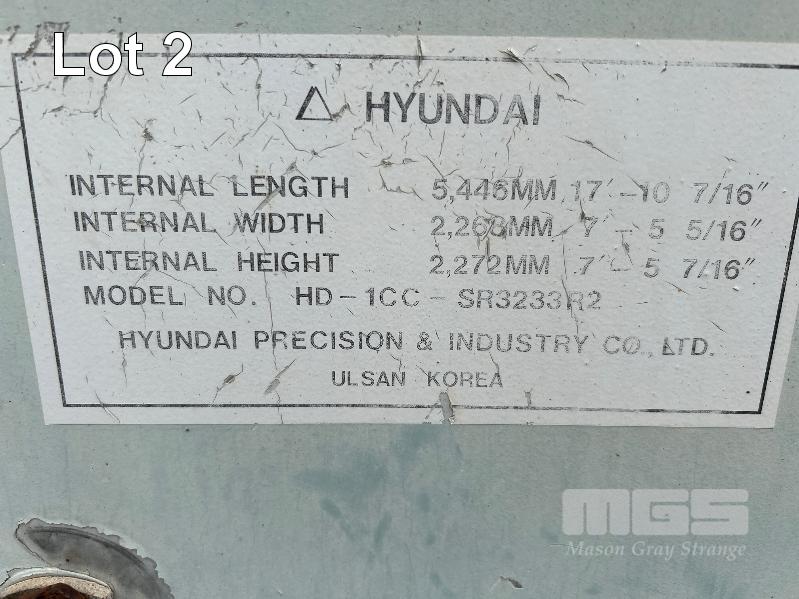 Lot 2
HYUNDAI
INTERNAL LENGTH 5,446MM 17'-10 7/16"
INTERNAL WIDTH 2,268MM 7'-5 5/16"
INTERNAL HEIGHT 2,272MM 7'-5 7/16"
MODEL NO. HD-1CC-SR3233R2
HYUNDAI PRECISION & INDUSTRY CO., LTD.
ULSAN KOREA
MGS
Mason Gray Strange